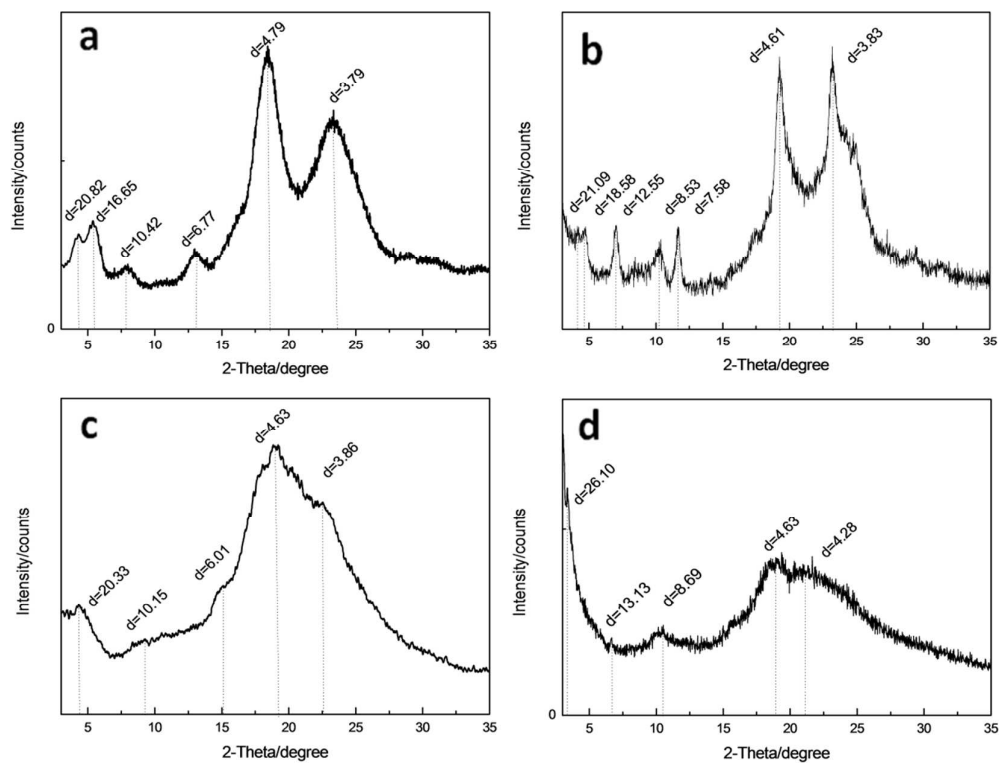 a
d=4.79
d=3.79
d=20.82
d=16.65
d=10.42
d=6.77
Intensity/counts
0
5 10 15 20 25 30 35
2-Theta/degree
b
d=4.61
d=3.83
d=21.09
d=18.58
d=12.55
d=8.53
d=7.58
Intensity/counts
0
5 10 15 20 25 30 35
2-Theta/degree
c
d=4.63
d=3.86
d=6.01
d=20.33
d=10.15
Intensity/counts
5 10 15 20 25 30 35
2-Theta/degree
d
d=26.10
d=4.63
d=4.28
d=13.13
d=8.69
Intensity/counts
0
5 10 15 20 25 30 35
2-Theta/degree